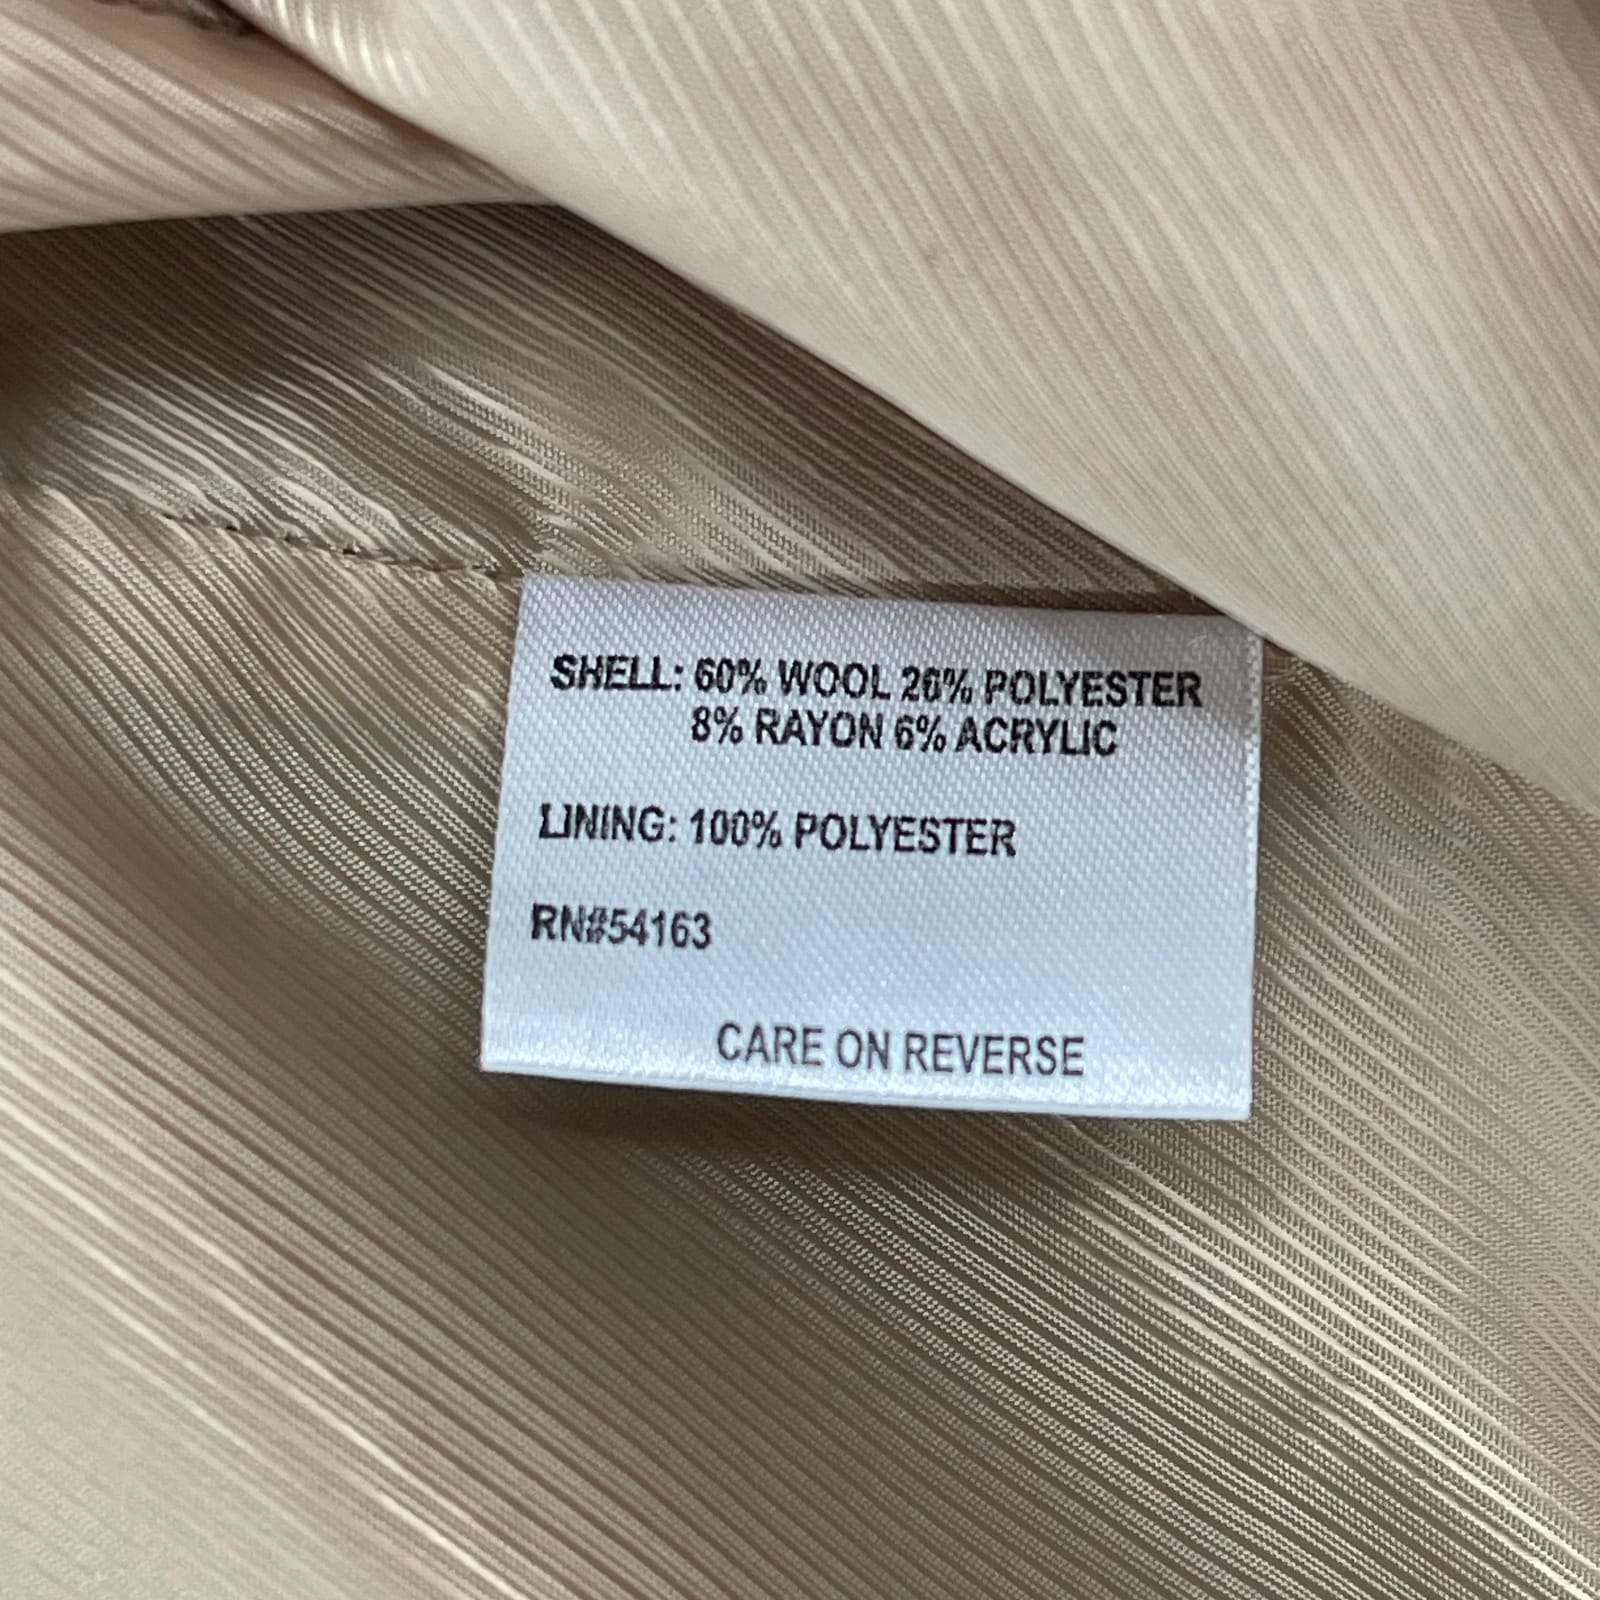 SHELL: 60% WOOL 26% POLYESTER
8% RAYON 6% ACRYLIC
LINING: 100% POLYESTER
RN#54163
CARE ON REVERSE